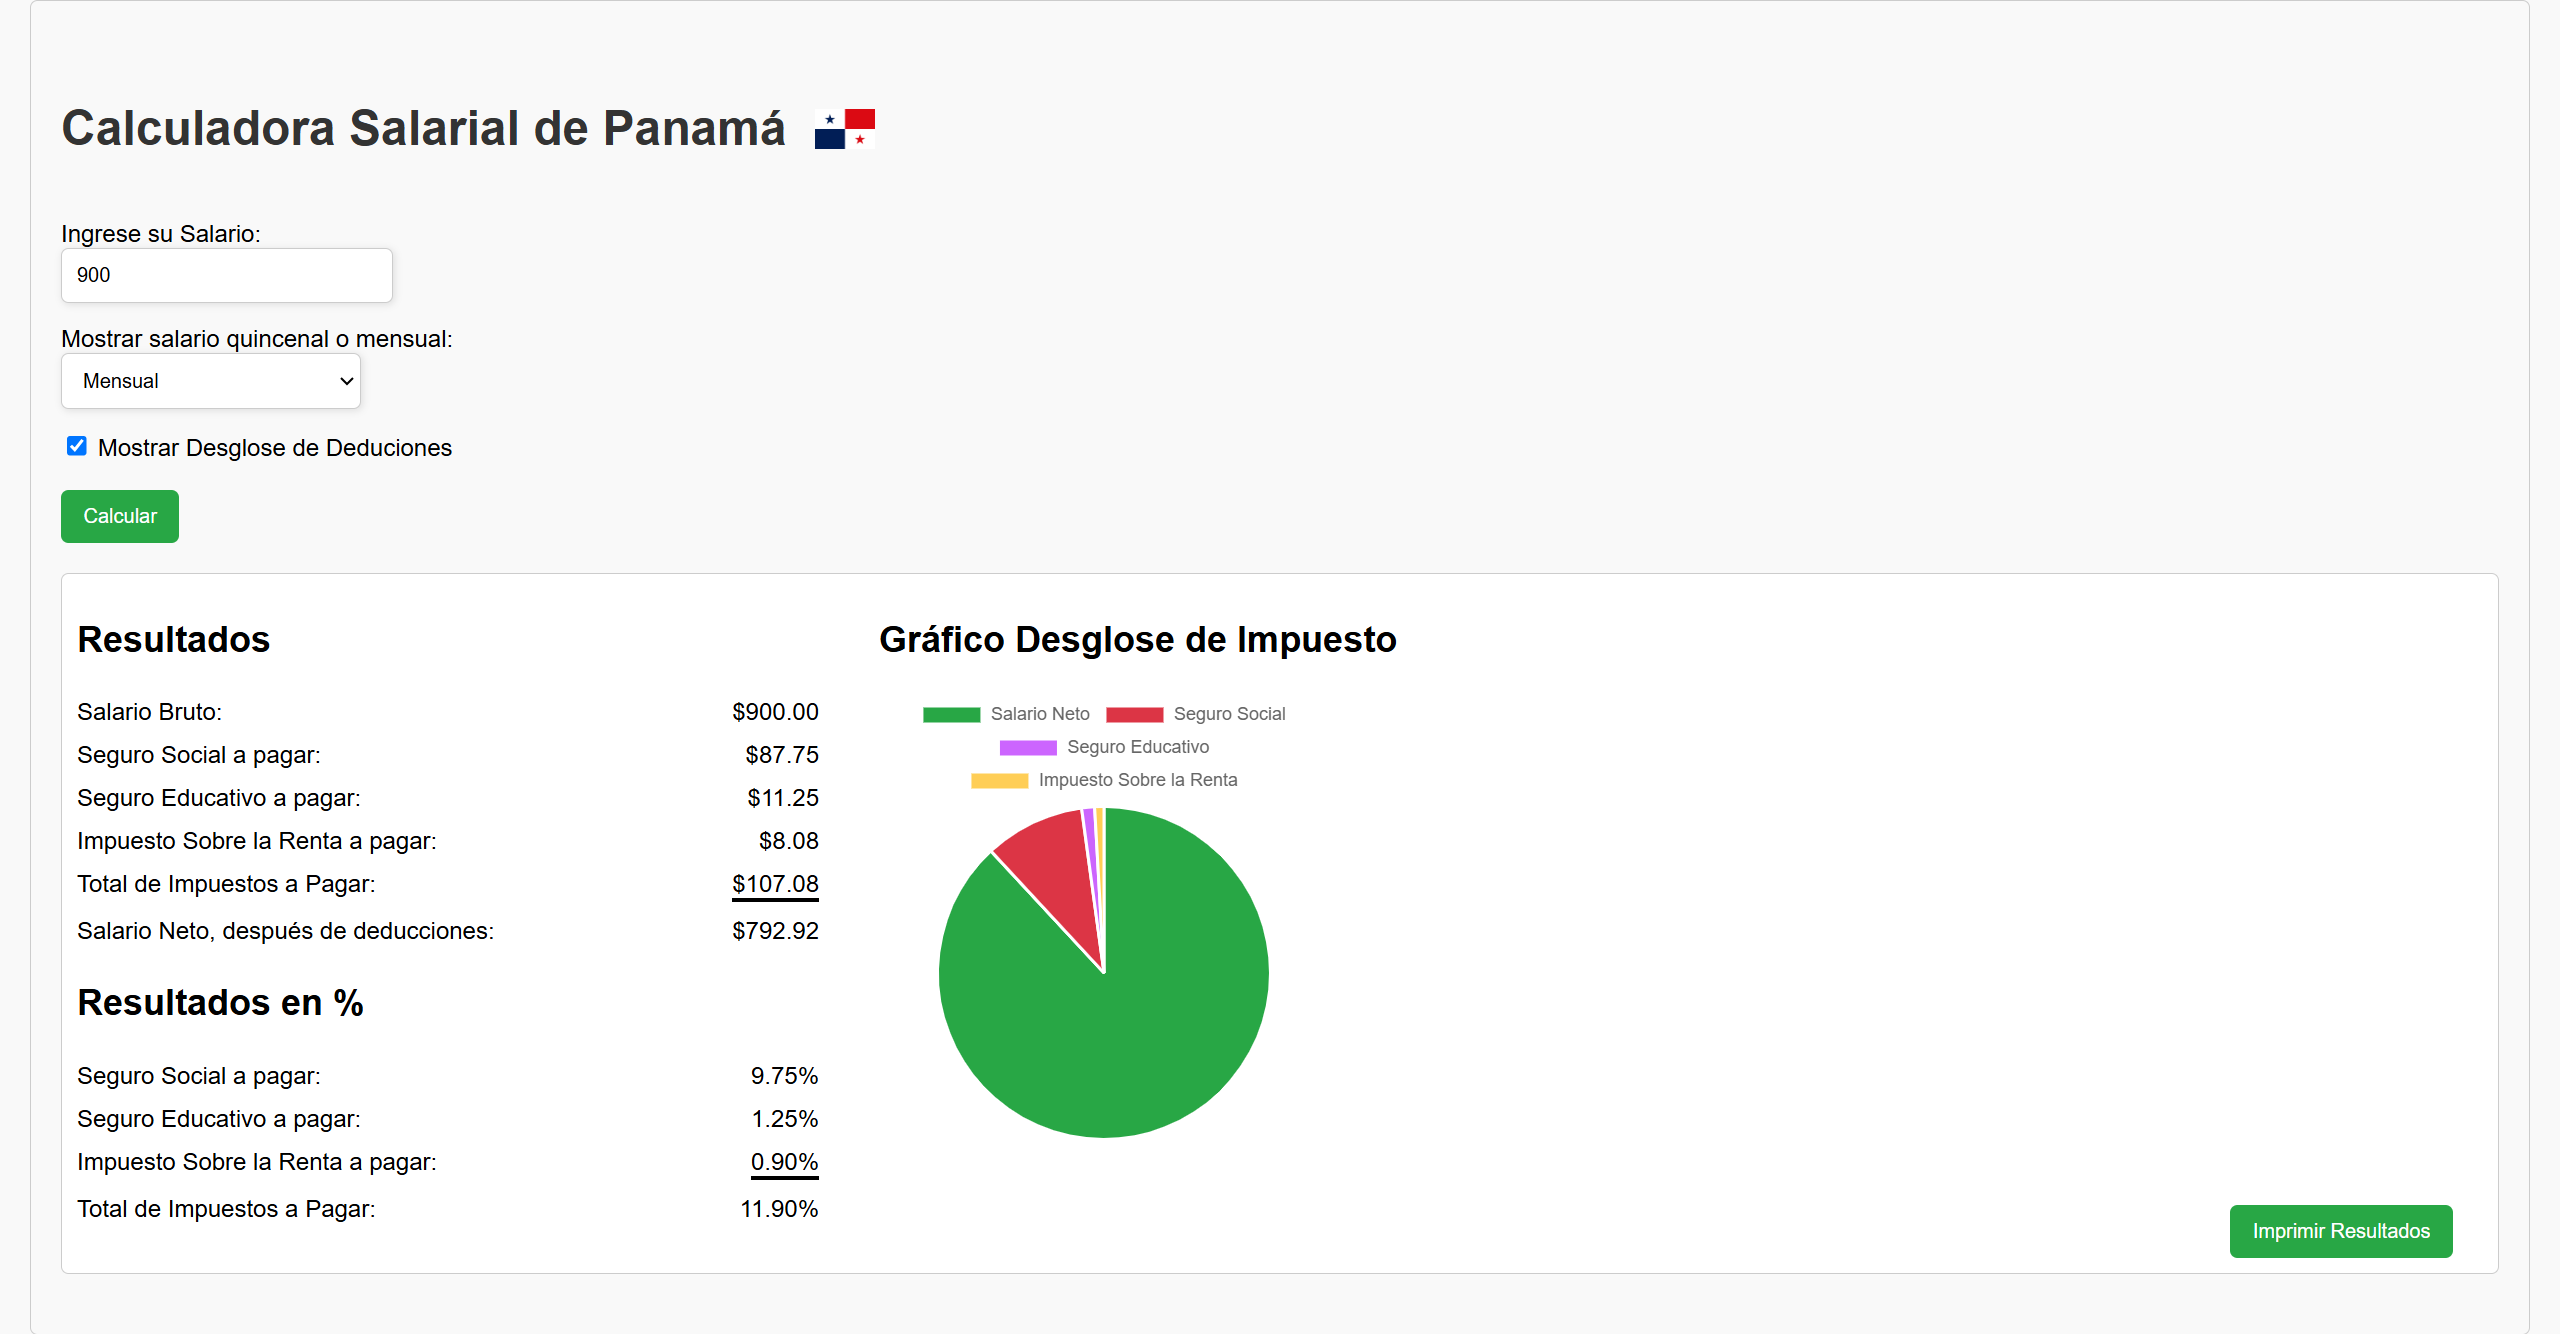 Calculadora Salarial de Panamá
Ingrese su Salario:
900
Mostrar salario quincenal o mensual:
Mensual
Mostrar Desglose de Deduciones
Calcular
Resultados
Salario Bruto: $900.00
Seguro Social a pagar: $87.75
Seguro Educativo a pagar: $11.25
Impuesto Sobre la Renta a pagar: $8.08
Total de Impuestos a Pagar: $107.08
Salario Neto, después de deducciones: $792.92
Resultados en %
Seguro Social a pagar: 9.75%
Seguro Educativo a pagar: 1.25%
Impuesto Sobre la Renta a pagar: 0.90%
Total de Impuestos a Pagar: 11.90%
Gráfico Desglose de Impuesto
Salario Neto Seguro Social
Seguro Educativo
Impuesto Sobre la Renta
Imprimir Resultados